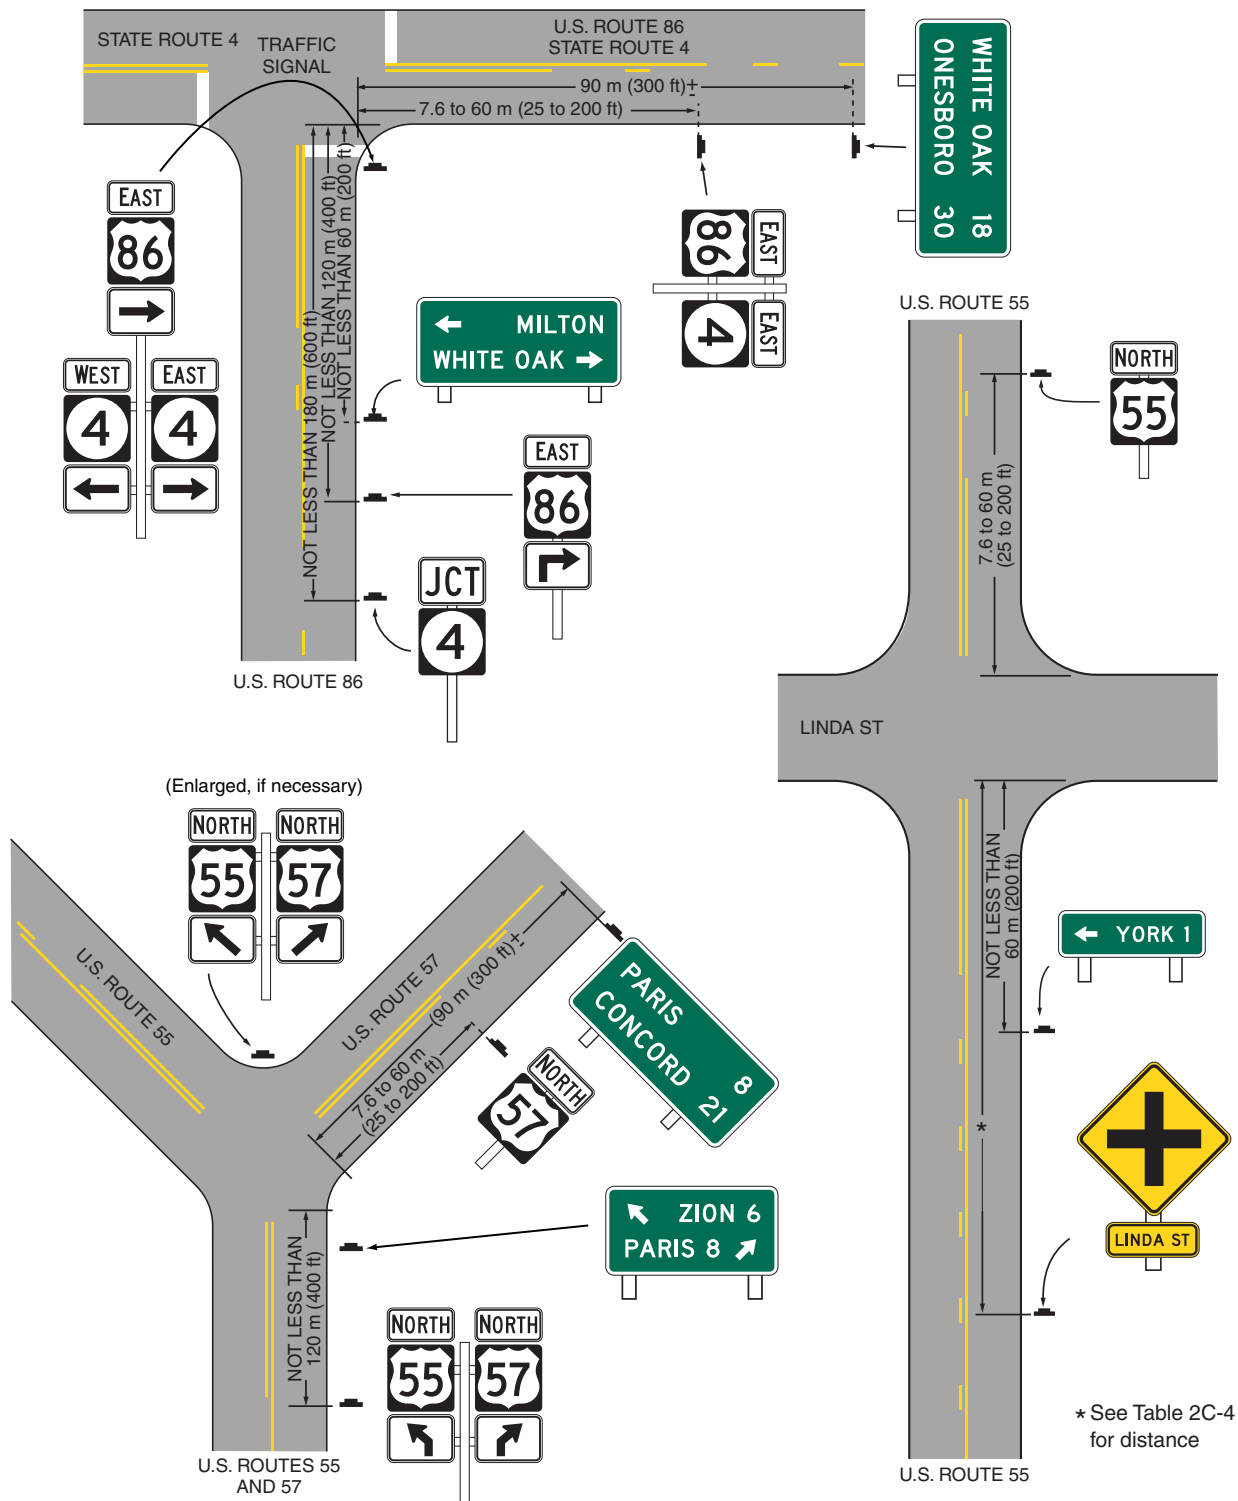 STATE ROUTE 4
TRAFFIC
SIGNAL
U.S. ROUTE 86
STATE ROUTE 4
90 m (300 ft)±
7.6 to 60 m (25 to 200 ft)
WHITE OAK 18
ONESBORO 30
EAST
86
WEST
4
EAST
4
NOT LESS THAN 180 m (600 ft)
NOT LESS THAN 120 m (400 ft)
NOT LESS THAN 60 m (200 ft)
EAST
86
EAST
4
MILTON
WHITE OAK
EAST
86
JCT
4
U.S. ROUTE 86
U.S. ROUTE 55
NORTH
55
7.6 to 60 m
(25 to 200 ft)
LINDA ST
NOT LESS THAN
60 m (200 ft)
YORK 1
*
LINDA ST
* See Table 2C-4
for distance
U.S. ROUTE 55
(Enlarged, if necessary)
NORTH
55
NORTH
57
U.S. ROUTE 55
U.S. ROUTE 57
(90 m (300 ft)±
7.6 to 60 m
(25 to 200 ft)
PARIS 8
CONCORD 21
NORTH
57
ZION 6
PARIS 8
NOT LESS THAN
120 m (400 ft)
NORTH
55
NORTH
57
U.S. ROUTES 55
AND 57